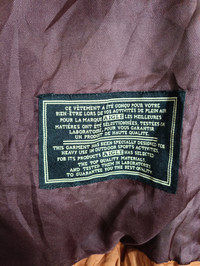 CE VÊTEMENT A ÉTÉ CONÇU POUR VOTRE
BIEN-ÊTRE LORS DE VOS ACTIVITÉS DE PLEIN AIR
POUR LA MARQUE AIGLE LES MEILLEURES
MATIÈRES ONT ÉTÉ SÉLECTIONNÉES, TESTÉES EN
LABORATOIRE, POUR VOUS GARANTIR
UN PRODUIT DE HAUTE QUALITÉ.
THIS GARMENT HAS BEEN SPECIALLY DESIGNED FOR
HEAVY USE IN OUTDOOR SPORTS ACTIVITIES.
FOR ITS PRODUCTS AIGLE HAS SELECTED
THE TOP QUALITY MATERIALS
AND TESTED THEM IN LABORATORIES
TO GUARANTEE YOU THE BEST QUALITY